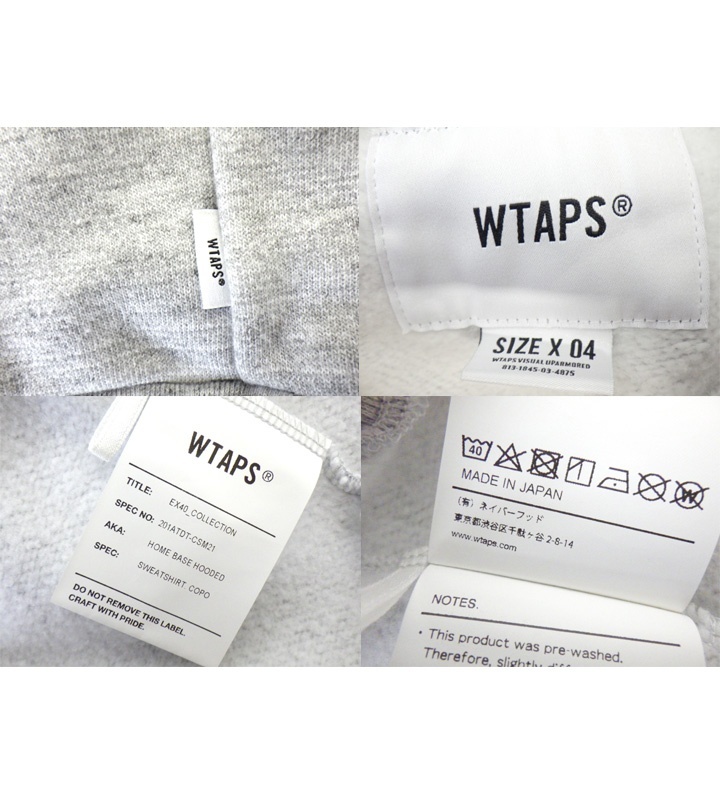 WTAPS®
WTAPS®
SIZE X 04
WTAPS VISUAL UPARMORED
813-1845-03-4875
WTAPS®
TITLE: EX40_COLLECTION
SPEC NO: 201ATDT-CSM21
AKA: HOME BASE HOODED
SPEC: SWEATSHIRT. COPO
DO NOT REMOVE THIS LABEL.
CRAFT WITH PRIDE.
40
W
MADE IN JAPAN
(有) ネイバーフッド
東京都渋谷区千駄ヶ谷 2-8-14
www.wtaps.com
NOTES.
・This product was pre-washed.
Therefore, slightly